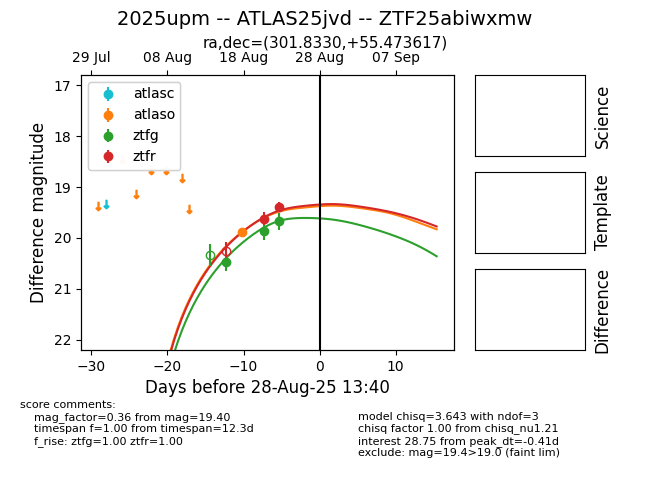 2025upm -- ATLAS25jvd -- ZTF25abiwxmw
ra,dec=(301.8330,+55.473617)
29 Jul 08 Aug 18 Aug 28 Aug 07 Sep
atlasc
atlaso
ztfg
ztfr
17
18
19
20
21
22
Difference magnitude
−30 −20 −10 0 10
Days before 28-Aug-25 13:40
Science
Template
Difference
score comments:
mag_factor=0.36 from mag=19.40
timespan f=1.00 from timespan=12.3d
f_rise: ztfg=1.00 ztfr=1.00
model chisq=3.643 with ndof=3
chisq factor 1.00 from chisq_nu1.21
interest 28.75 from peak_dt=-0.41d
exclude: mag=19.4>19.0 (faint lim)